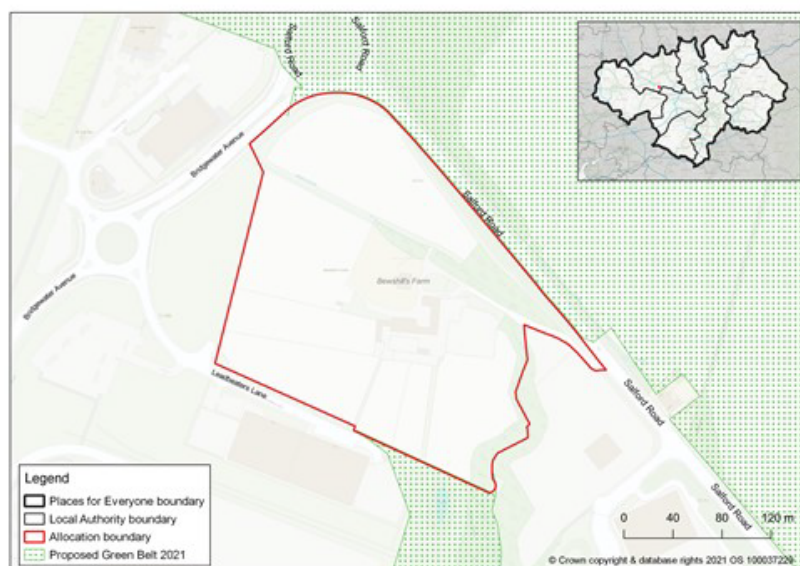 Salford Road
Salford Road
Bridgewater Avenue
Salford Road
Bridgewater Avenue
Leadbeaters Lane
Salford Road
Salford Road
Legend
Places for Everyone boundary
Local Authority boundary
Allocation boundary
Proposed Green Belt 2021
0 40 80 120 m
© Crown copyright & database rights 2021 OS 100037229